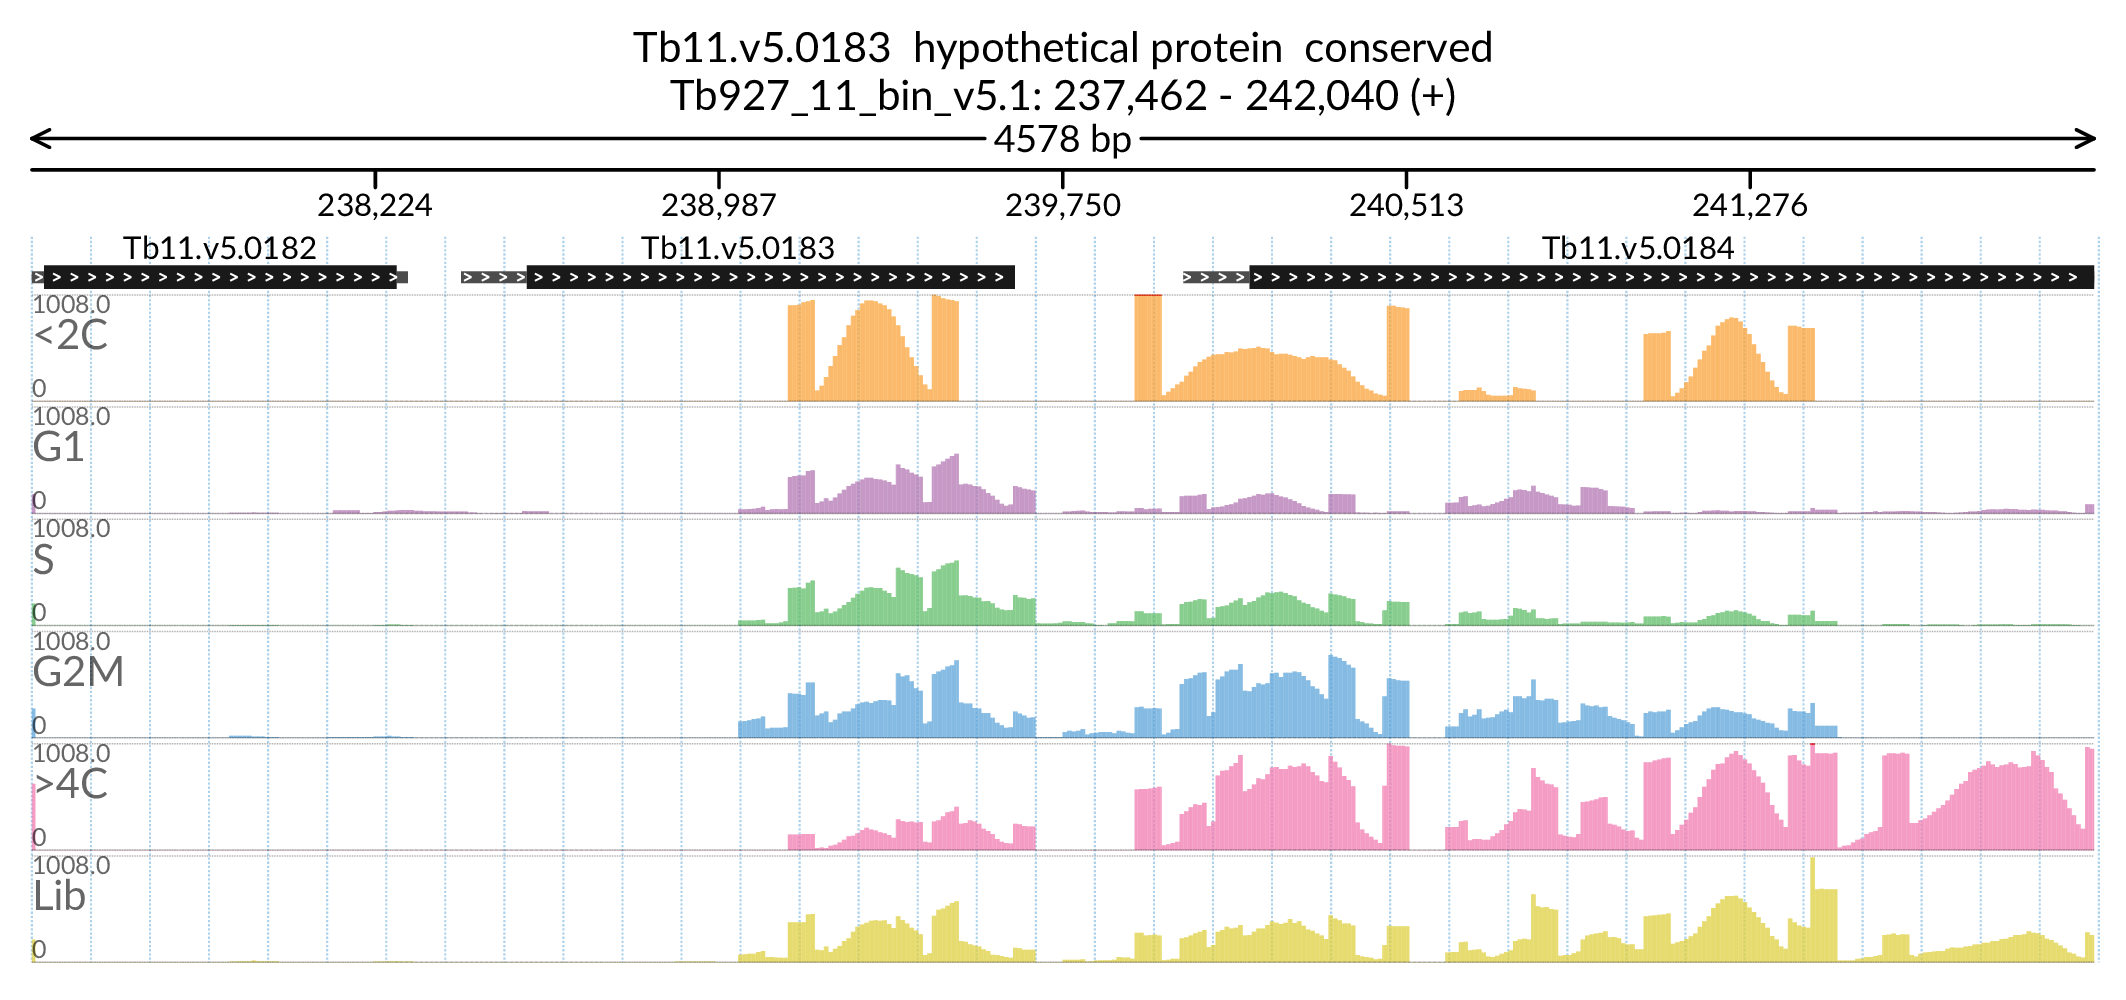 Tb11.v5.0183  hypothetical protein  conserved
Tb927_11_bin_v5.1: 237,462 - 242,040 (+)
4578 bp
238,224 238,987 239,750 240,513 241,276
Tb11.v5.0182 Tb11.v5.0183 Tb11.v5.0184
1008.0
<2C
0
1008.0
G1
0
1008.0
S
0
1008.0
G2M
0
1008.0
>4C
0
1008.0
Lib
0